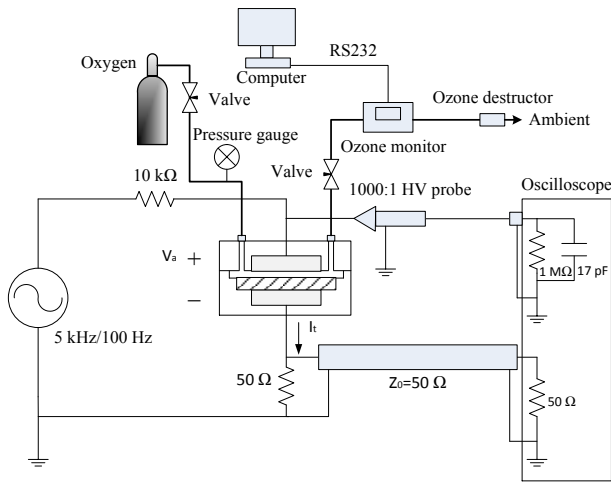 RS232
Oxygen
Computer
Valve
Ozone destructor
Ambient
Pressure gauge
Ozone monitor
10 kΩ
Valve
1000:1 HV probe
Oscilloscope
Va
+
1 MΩ
17 pF
−
5 kHz/100 Hz
It
50 Ω
Z0=50 Ω
50 Ω